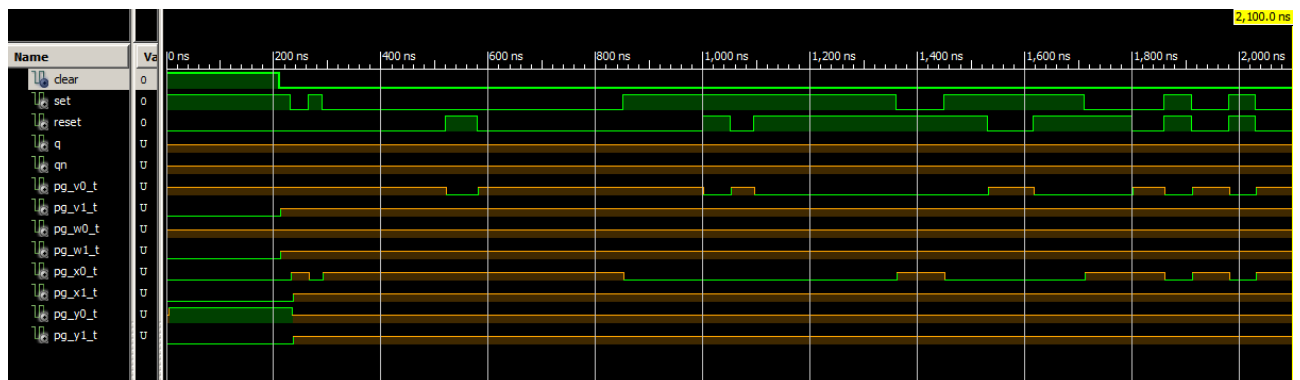 2,100.0 ns
Name Va 0 ns 200 ns 400 ns 600 ns 800 ns 1,000 ns 1,200 ns 1,400 ns 1,600 ns 1,800 ns 2,000 ns
clear 0
set 0
reset 0
q U
qn U
pg_v0_t U
pg_v1_t U
pg_w0_t U
pg_w1_t U
pg_x0_t U
pg_x1_t U
pg_y0_t U
pg_y1_t U